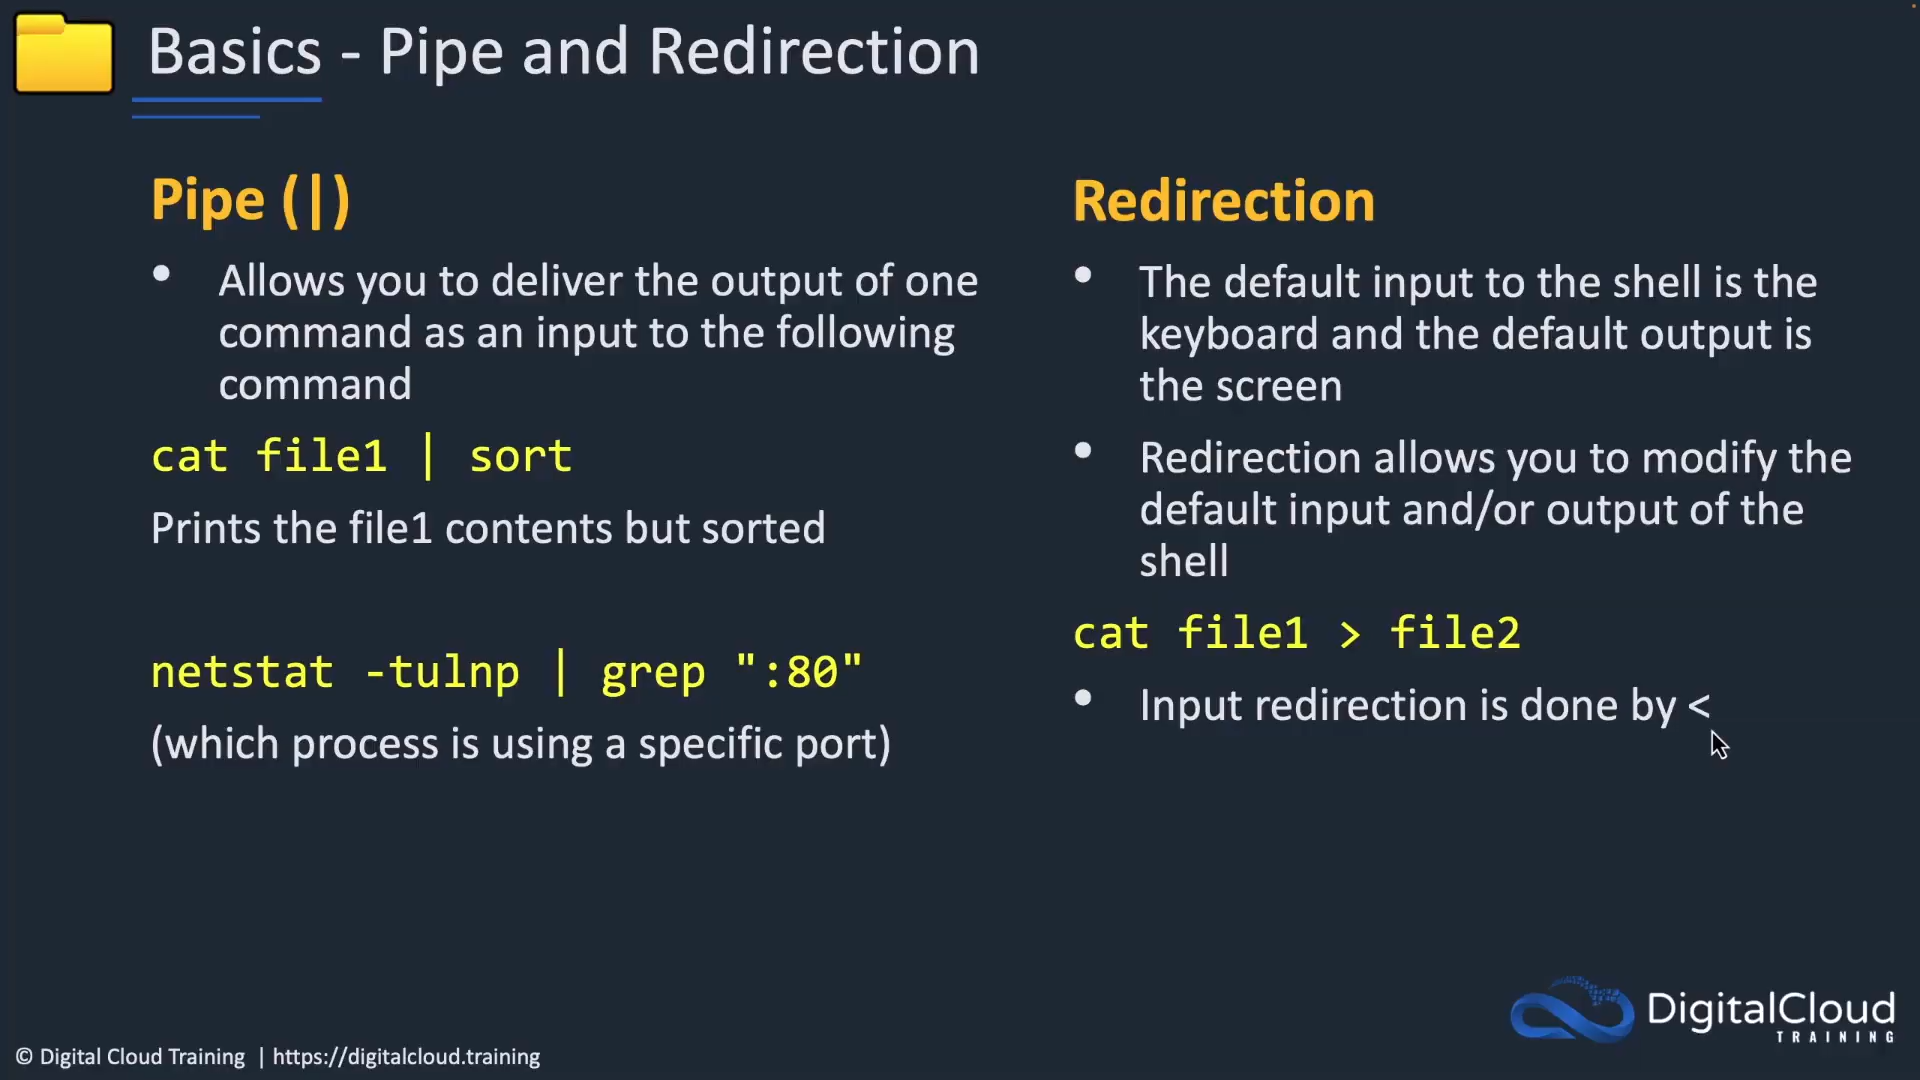 Basics - Pipe and Redirection
Pipe (|)
• Allows you to deliver the output of one
command as an input to the following
command
cat file1 | sort
Prints the file1 contents but sorted
netstat -tulnp | grep ":80"
(which process is using a specific port)
Redirection
• The default input to the shell is the
keyboard and the default output is
the screen
• Redirection allows you to modify the
default input and/or output of the
shell
cat file1 > file2
• Input redirection is done by <
DigitalCloud
TRAINING
© Digital Cloud Training | https://digitalcloud.training